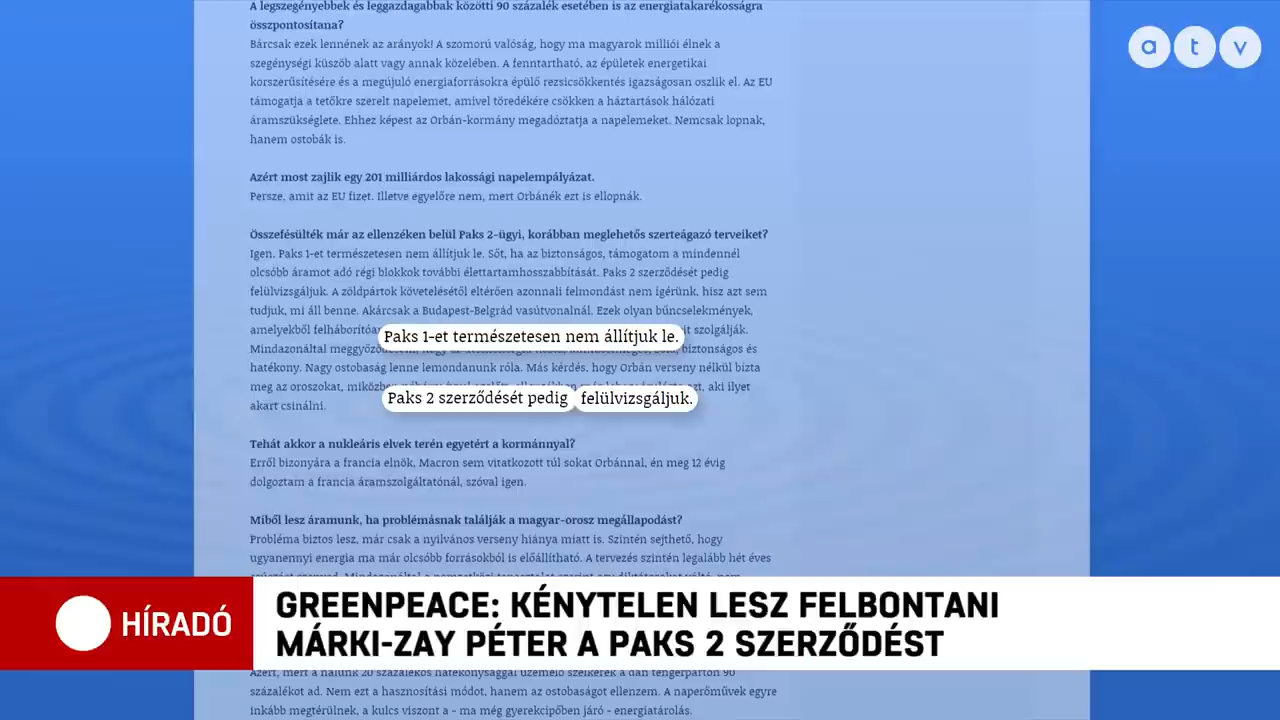 A legszegényebbek és leggazdagabbak közötti 90 százalék esetében is az energiatakarékosságra
összpontosítana?
Bárcsak ezek lennének az arányok! A szomorú valóság, hogy ma magyarok milliói élnek a
szegénységi küszöb alatt vagy annak közelében. A fenntartható, az épületek energetikai
korszerűsítésére és a megújuló energiaforrásokra épülő rezsicsökkentés igazságosan oszlik el. Az EU
támogatja a tetőkre szerelt napelemet, amivel töredékére csökken a háztartások hálózati
áramszükséglete. Ehhez képest az Orbán-kormány megadóztatja a napelemeket. Nemcsak lopnak,
hanem ostobák is.
Azért most zajlik egy 201 milliárdos lakossági napelempályázat.
Persze, amit az EU fizet. Illetve egyelőre nem, mert Orbánék ezt is ellopnák.
Összefésülték már az ellenzéken belül Paks 2-ügyi, korábban meglehetős szerteágazó terveiket?
Igen. Paks 1-et természetesen nem állítjuk le. Sőt, ha az biztonságos, támogatom a mindennél
olcsóbb áramot adó régi blokkok további élettartamhosszabbítását. Paks 2 szerződését pedig
felülvizsgáljuk. A zöldpártok követelésétől eltérően azonnali felmondást nem ígérünk, hisz azt sem
tudjuk, mi áll benne. Akárcsak a Budapest-Belgrád vasútvonalnál. Ezek olyan bűncselekmények,
amelyekből szolgálják.
Paks 1-et természetesen nem állítjuk le.
Mindazonáltal biztonságos és
hatékony. Nagy ostobaság lenne lemondanunk róla. Más kérdés, hogy Orbán verseny nélkül bízta
meg az oroszokat, aki ilyet
Paks 2 szerződését pedig felülvizsgáljuk.
akart csinálni.
Tehát akkor a nukleáris elvek terén egyetért a kormánnyal?
Erről bizonyára a francia elnök, Macron sem vitatkozott túl sokat Orbánnal, én meg 12 évig
dolgoztam a francia áramszolgáltatónál, szóval igen.
Miből lesz áramunk, ha problémásnak találják a magyar-orosz megállapodást?
Probléma biztos lesz, már csak a nyilvános verseny hiánya miatt is. Szintén sejthető, hogy
ugyanennyi energia ma már olcsóbb forrásokból is előállítható. A tervezés szintén legalább hét éves
GREENPEACE: KÉNYTELEN LESZ FELBONTANI
MÁRKI-ZAY PÉTER A PAKS 2 SZERZŐDÉST
HÍRADÓ
Azért, mert a nálunk 20 százalékos hatékonysággal üzemelő szélkerék a dán tengerparton 90
százalékot ad. Nem ezt a hasznosítási módot, hanem az ostobaságot ellenzem. A naperőművek egyre
inkább megtérülnek, a kulcs viszont a - ma még gyerekcipőben járó - energiatárolás.
a t v